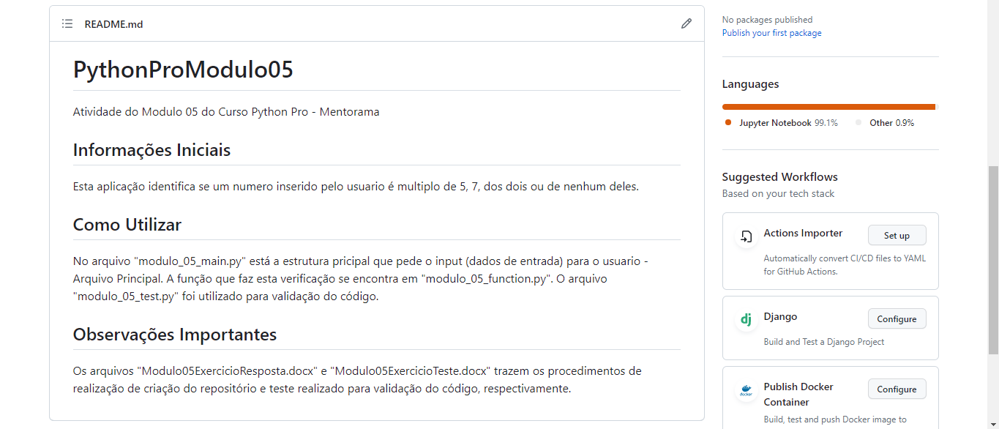 README.md
PythonProModulo05
Atividade do Modulo 05 do Curso Python Pro - Mentorama
Informações Iniciais
Esta aplicação identifica se um numero inserido pelo usuario é multiplo de 5, 7, dos dois ou de nenhum deles.
Como Utilizar
No arquivo "modulo_05_main.py" está a estrutura pricipal que pede o input (dados de entrada) para o usuario -
Arquivo Principal. A função que faz esta verificação se encontra em "modulo_05_function.py". O arquivo
"modulo_05_test.py" foi utilizado para validação do código.
Observações Importantes
Os arquivos "Modulo05ExercicioResposta.docx" e "Modulo05ExercicioTeste.docx" trazem os procedimentos de
realização de criação do repositório e teste realizado para validação do código, respectivamente.
No packages published
Publish your first package
Languages
Jupyter Notebook 99.1% Other 0.9%
Suggested Workflows
Based on your tech stack
Actions Importer Set up
Automatically convert CI/CD files to YAML
for GitHub Actions.
dj Django Configure
Build and Test a Django Project
docker Publish Docker Configure
Container
Build, test and push Docker image to